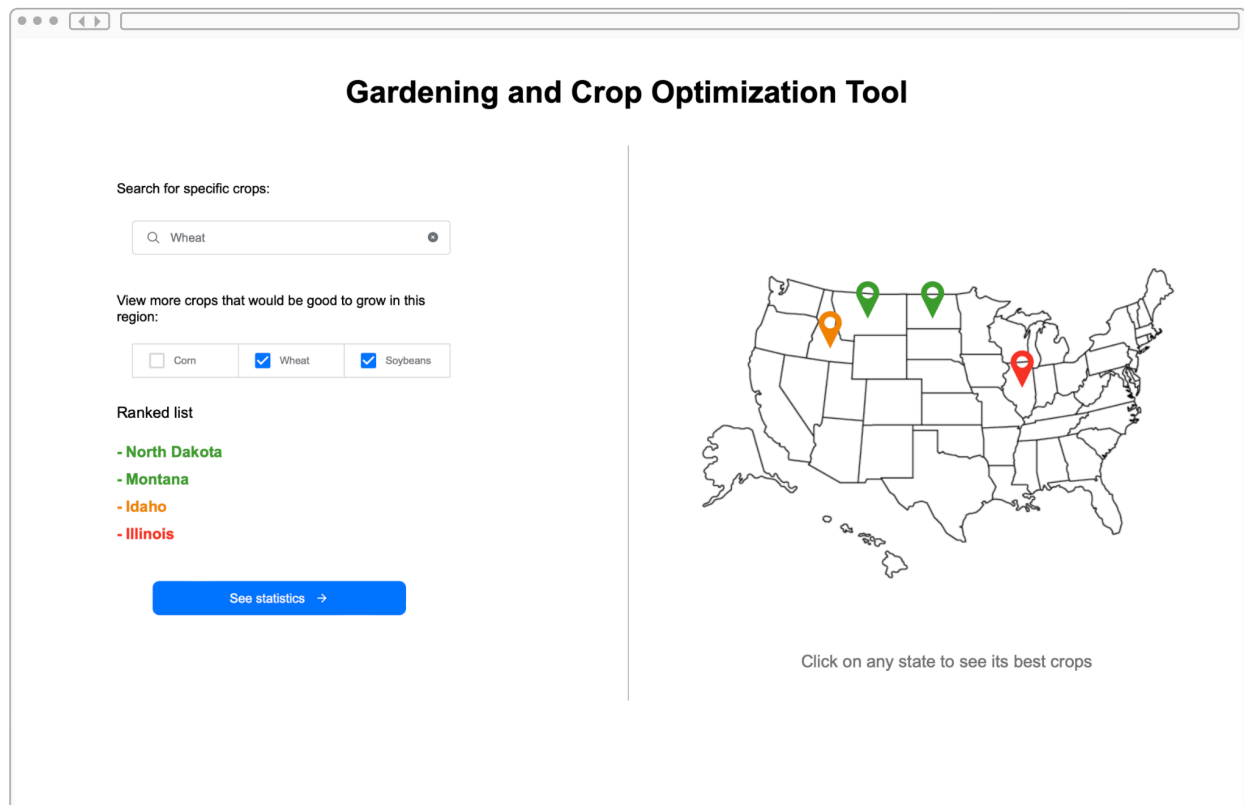 Gardening and Crop Optimization Tool
Search for specific crops:
Wheat
View more crops that would be good to grow in this
region:
Corn Wheat Soybeans
Ranked list
- North Dakota
- Montana
- Idaho
- Illinois
See statistics →
Click on any state to see its best crops